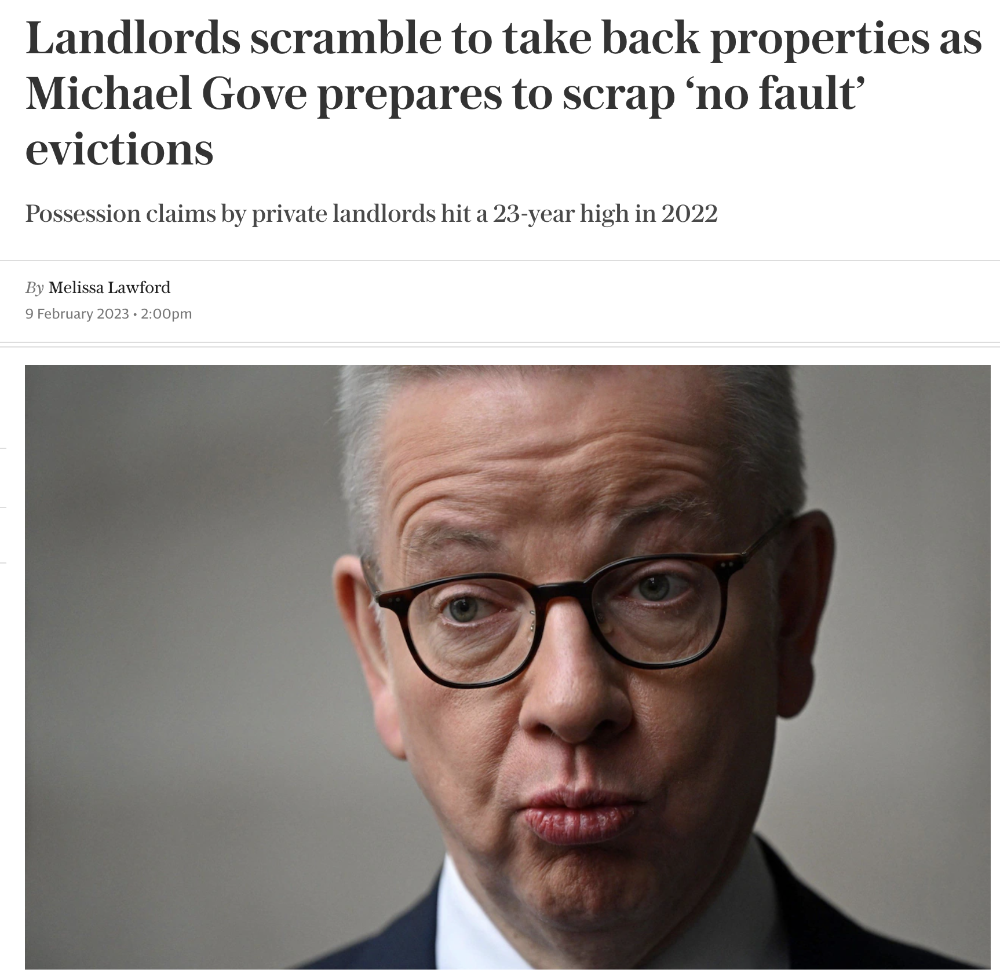 Landlords scramble to take back properties as
Michael Gove prepares to scrap ‘no fault’
evictions
Possession claims by private landlords hit a 23-year high in 2022
By Melissa Lawford
9 February 2023 • 2:00pm